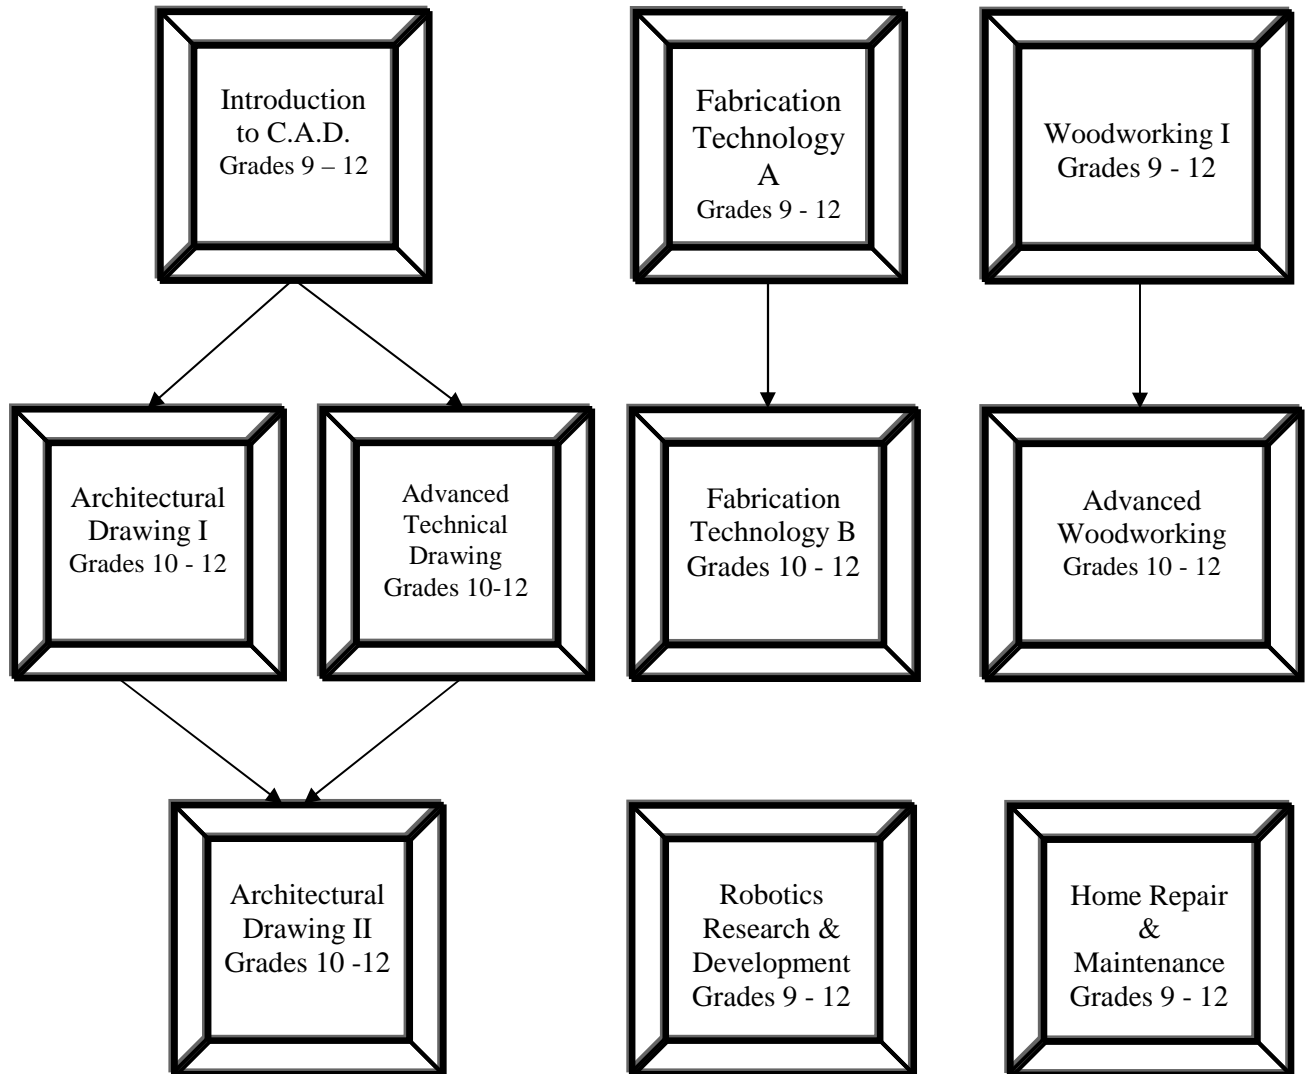 Introduction
to C.A.D.
Grades 9 – 12
Fabrication
Technology
A
Grades 9 - 12
Woodworking I
Grades 9 - 12
Architectural
Drawing I
Grades 10 - 12
Advanced
Technical
Drawing
Grades 10-12
Fabrication
Technology B
Grades 10 - 12
Advanced
Woodworking
Grades 10 - 12
Architectural
Drawing II
Grades 10 -12
Robotics
Research &
Development
Grades 9 - 12
Home Repair
&
Maintenance
Grades 9 - 12